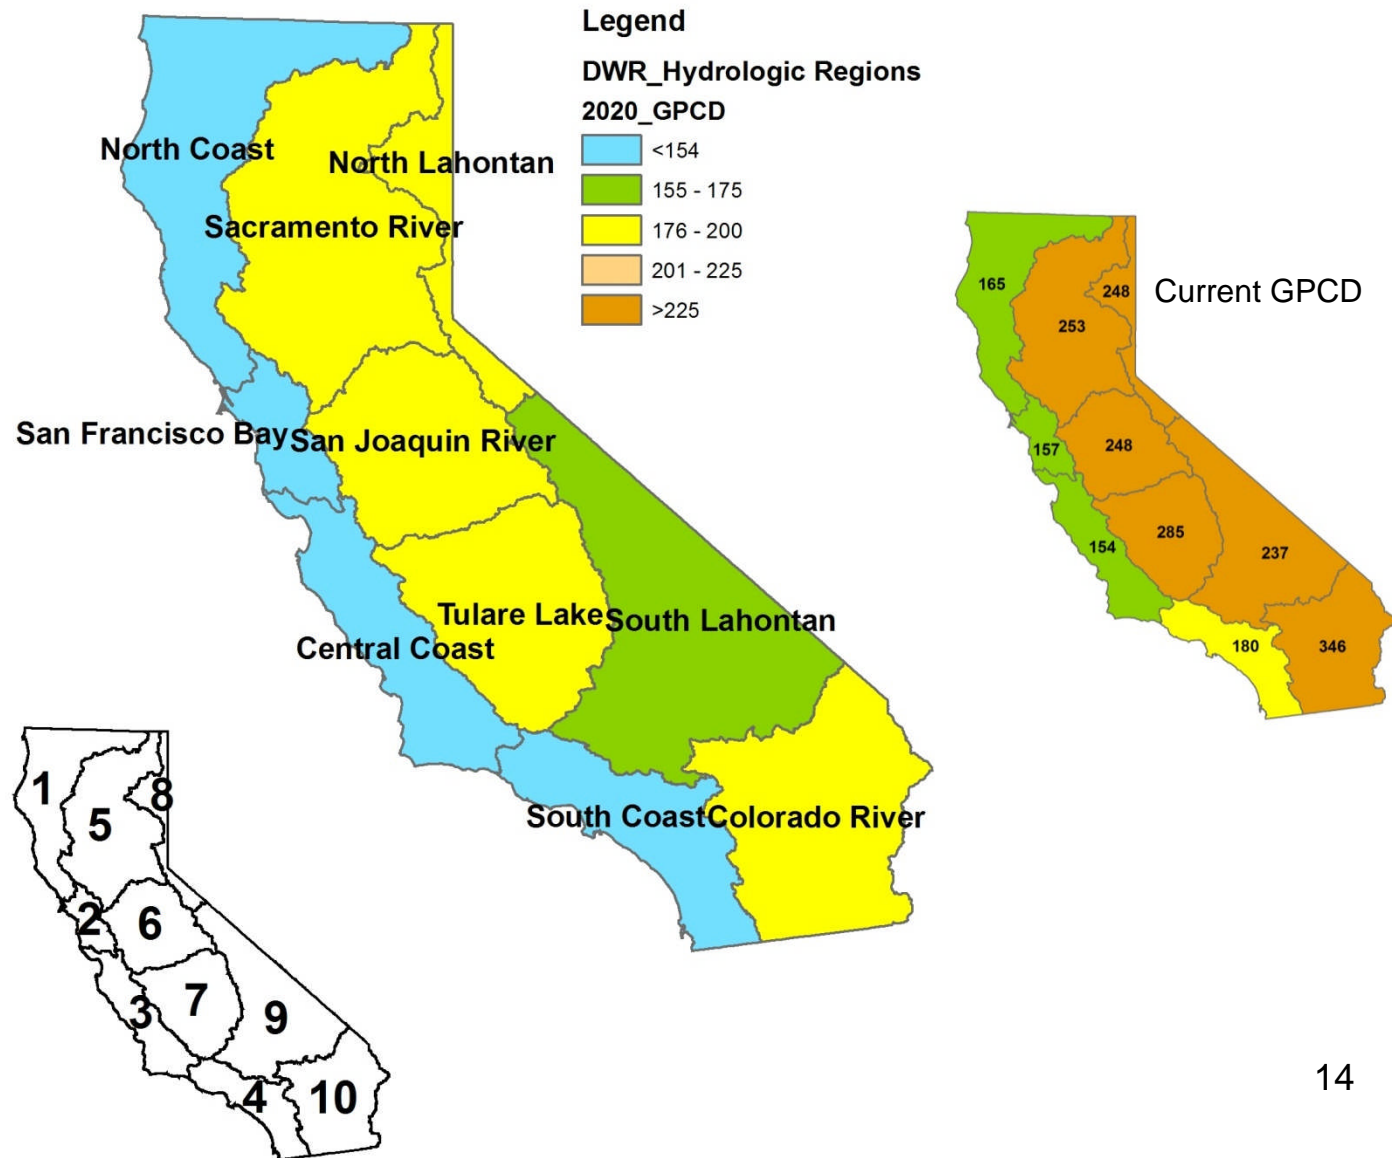 Legend
DWR_Hydrologic Regions
2020_GPCD
<154
155 - 175
176 - 200
201 - 225
>225
North Coast
North Lahontan
Sacramento River
San Francisco Bay
San Joaquin River
Tulare Lake
South Lahontan
Central Coast
South Coast
Colorado River
Current GPCD
165
248
253
157
248
154
285
237
180
346
1
8
5
2
6
3
7
9
4
10
14